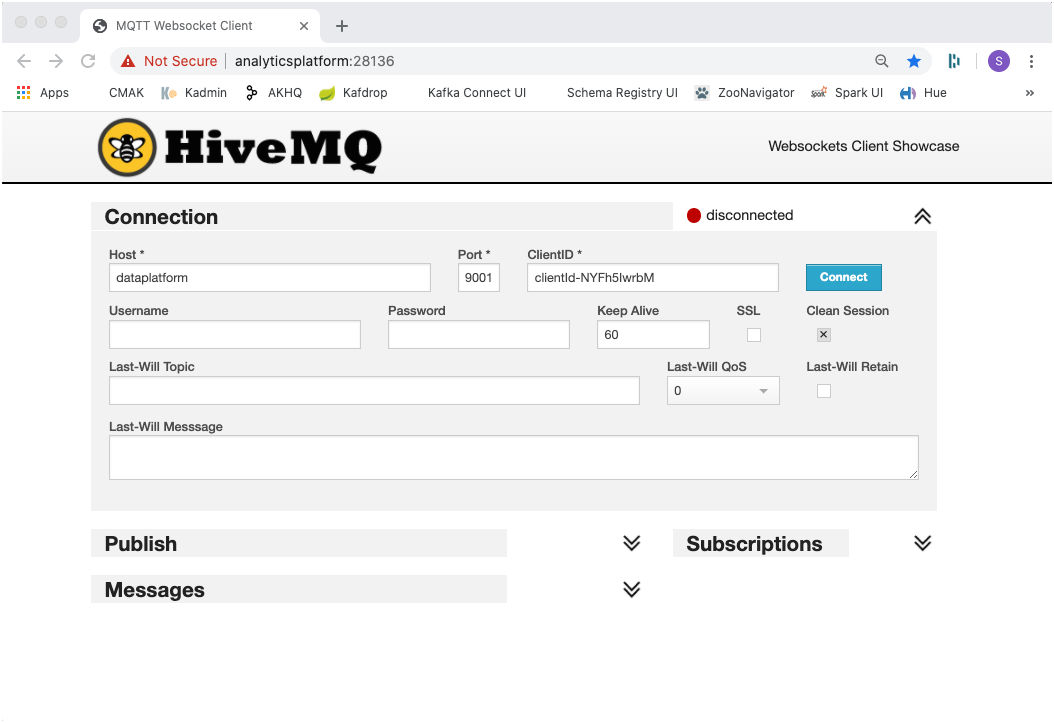 MQTT Websocket Client
Not Secure analyticsplatform:28136
S
Apps CMAK Kadmin AKHQ Kafdrop Kafka Connect UI Schema Registry UI ZooNavigator Spark UI Hue »
HiveMQ
Websockets Client Showcase
Connection
disconnected
Host * Port * ClientID *
dataplatform 9001 clientId-NYFh5IwrbM Connect
Username Password Keep Alive SSL Clean Session
60
Last-Will Topic Last-Will QoS Last-Will Retain
0
Last-Will Messsage
Publish Subscriptions
Messages